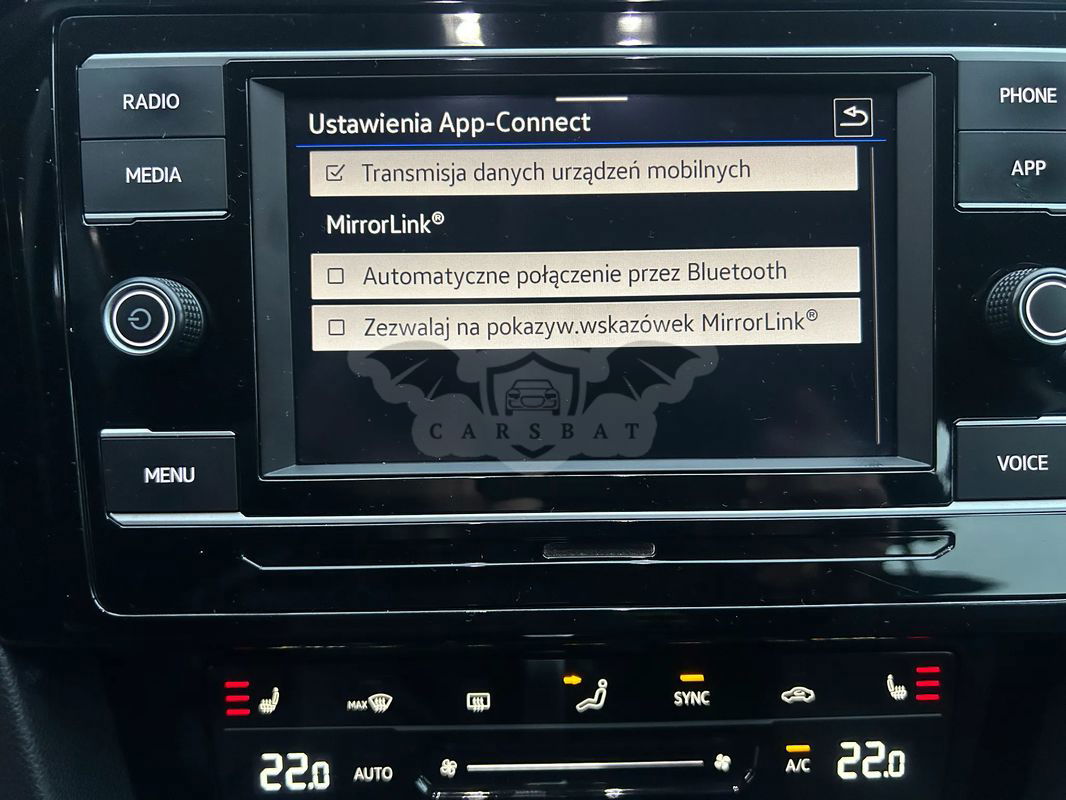 RADIO
PHONE
Ustawienia App-Connect
MEDIA
Transmisja danych urządzeń mobilnych
APP
MirrorLink®
Automatyczne połączenie przez Bluetooth
Zezwalaj na pokazyw.wskazówek MirrorLink®
CARSBAT
MENU
VOICE
MAX
SYNC
22.0
AUTO
A/C
22.0